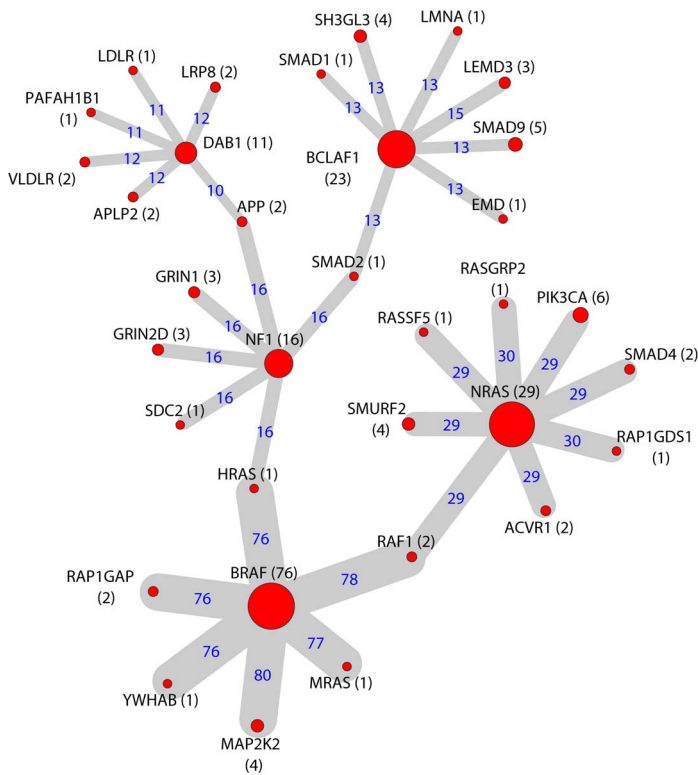 SH3GL3 (4)
LMNA (1)
LDLR (1)
SMAD1 (1)
LEMD3 (3)
LRP8 (2)
PAFAH1B1
(1)
13
13
13
11
15
11
12
SMAD9 (5)
DAB1 (11)
BCLAF1
(23)
13
12
VLDLR (2)
12
10
13
APLP2 (2)
APP (2)
EMD (1)
13
SMAD2 (1)
GRIN1 (3)
RASGRP2
(1)
PIK3CA (6)
16
16
RASSF5 (1)
GRIN2D (3)
16
NF1 (16)
16
30
29
SMAD4 (2)
29
SDC2 (1)
16
NRAS (29)
29
SMURF2
(4)
29
30
RAP1GDS1
(1)
16
HRAS (1)
29
29
ACVR1 (2)
76
RAF1 (2)
RAP1GAP
(2)
BRAF (76)
78
76
76
77
80
MRAS (1)
YWHAB (1)
MAP2K2
(4)